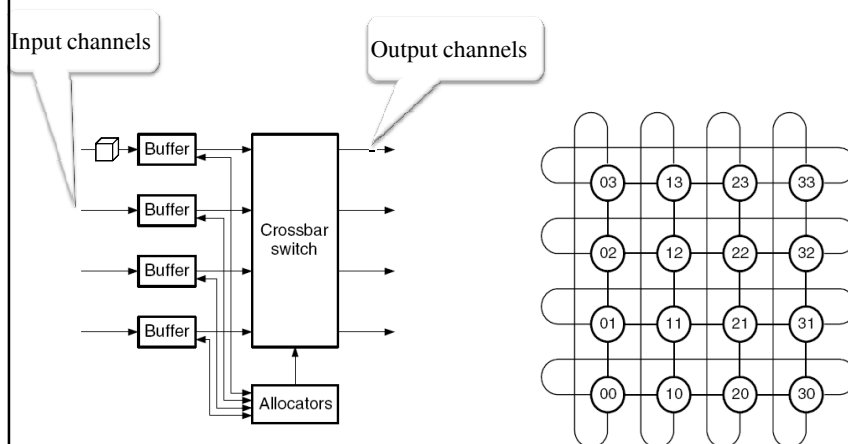 Input channels
Output channels
Buffer
Buffer
Buffer
Buffer
Crossbar
switch
Allocators
03 13 23 33
02 12 22 32
01 11 21 31
00 10 20 30